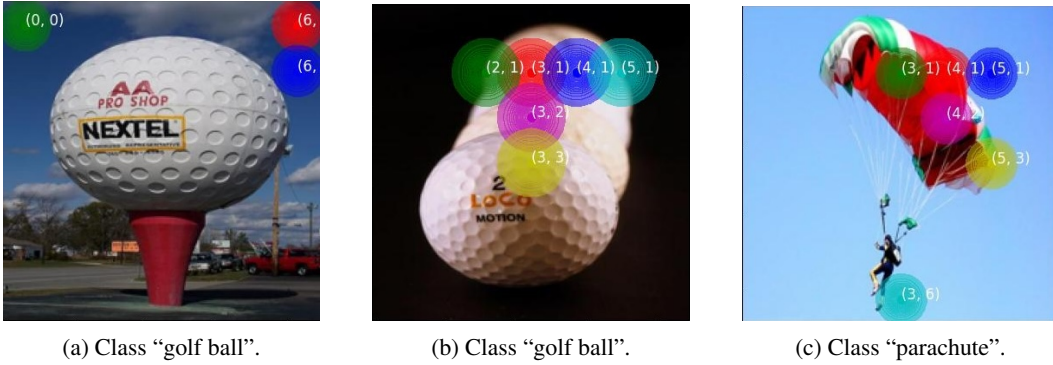 (0, 0)
(6,
(6,
AA
PRO SHOP
NEXTEL
AUTHORIZED REPRESENTATIVE
(2, 1) (3, 1) (4, 1) (5, 1)
(3, 2)
(3, 3)
2
LOCO
MOTION
(3, 1) (4, 1) (5, 1)
(4, 2)
(5, 3)
(3, 6)
(a) Class “golf ball”.
(b) Class “golf ball”.
(c) Class “parachute”.